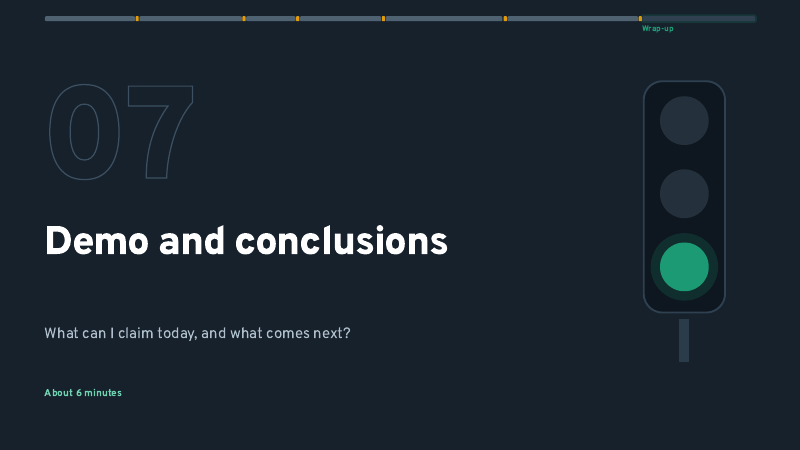 Wrap-up
07
Demo and conclusions
What can I claim today, and what comes next?
About 6 minutes